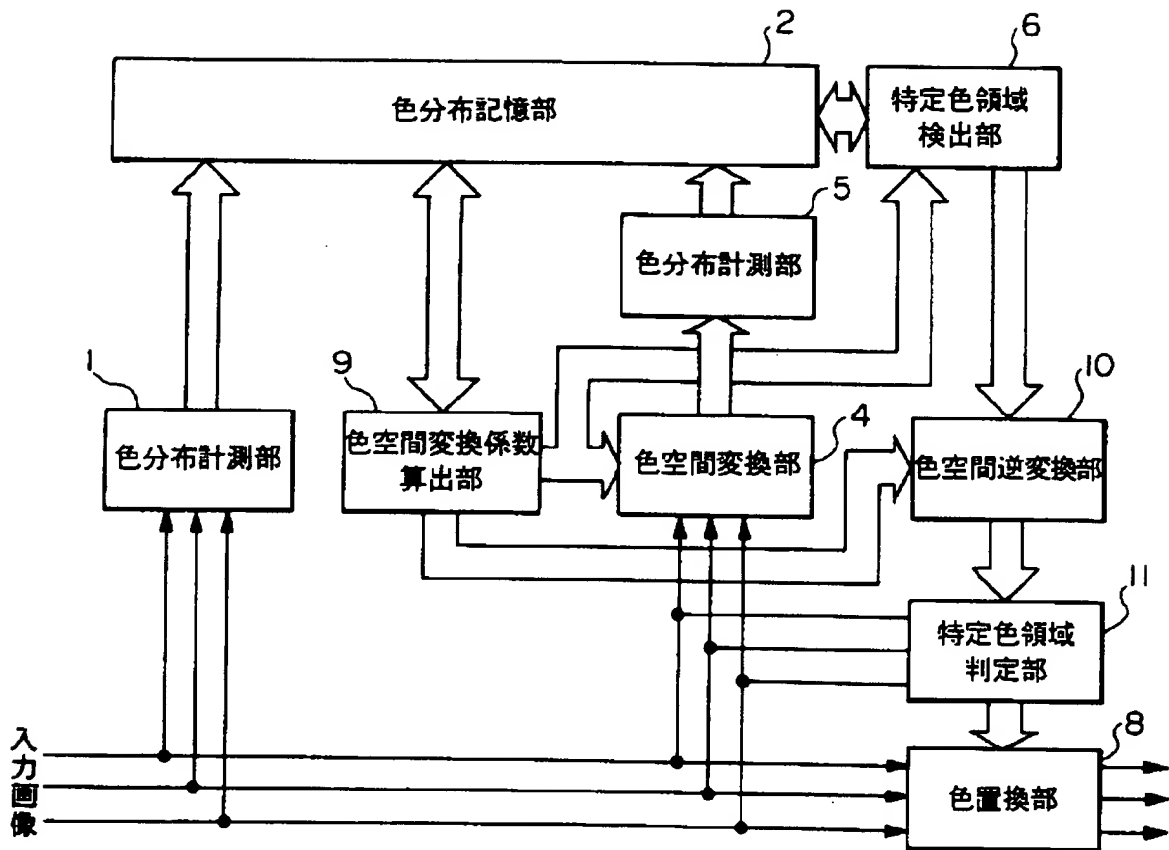 2
6
色分布記憶部
特定色領域
検出部
5
色分布計測部
1
9
4
10
色分布計測部
色空間変換係数
算出部
色空間変換部
色空間逆変換部
11
特定色領域
判定部
8
入力画像
色置換部